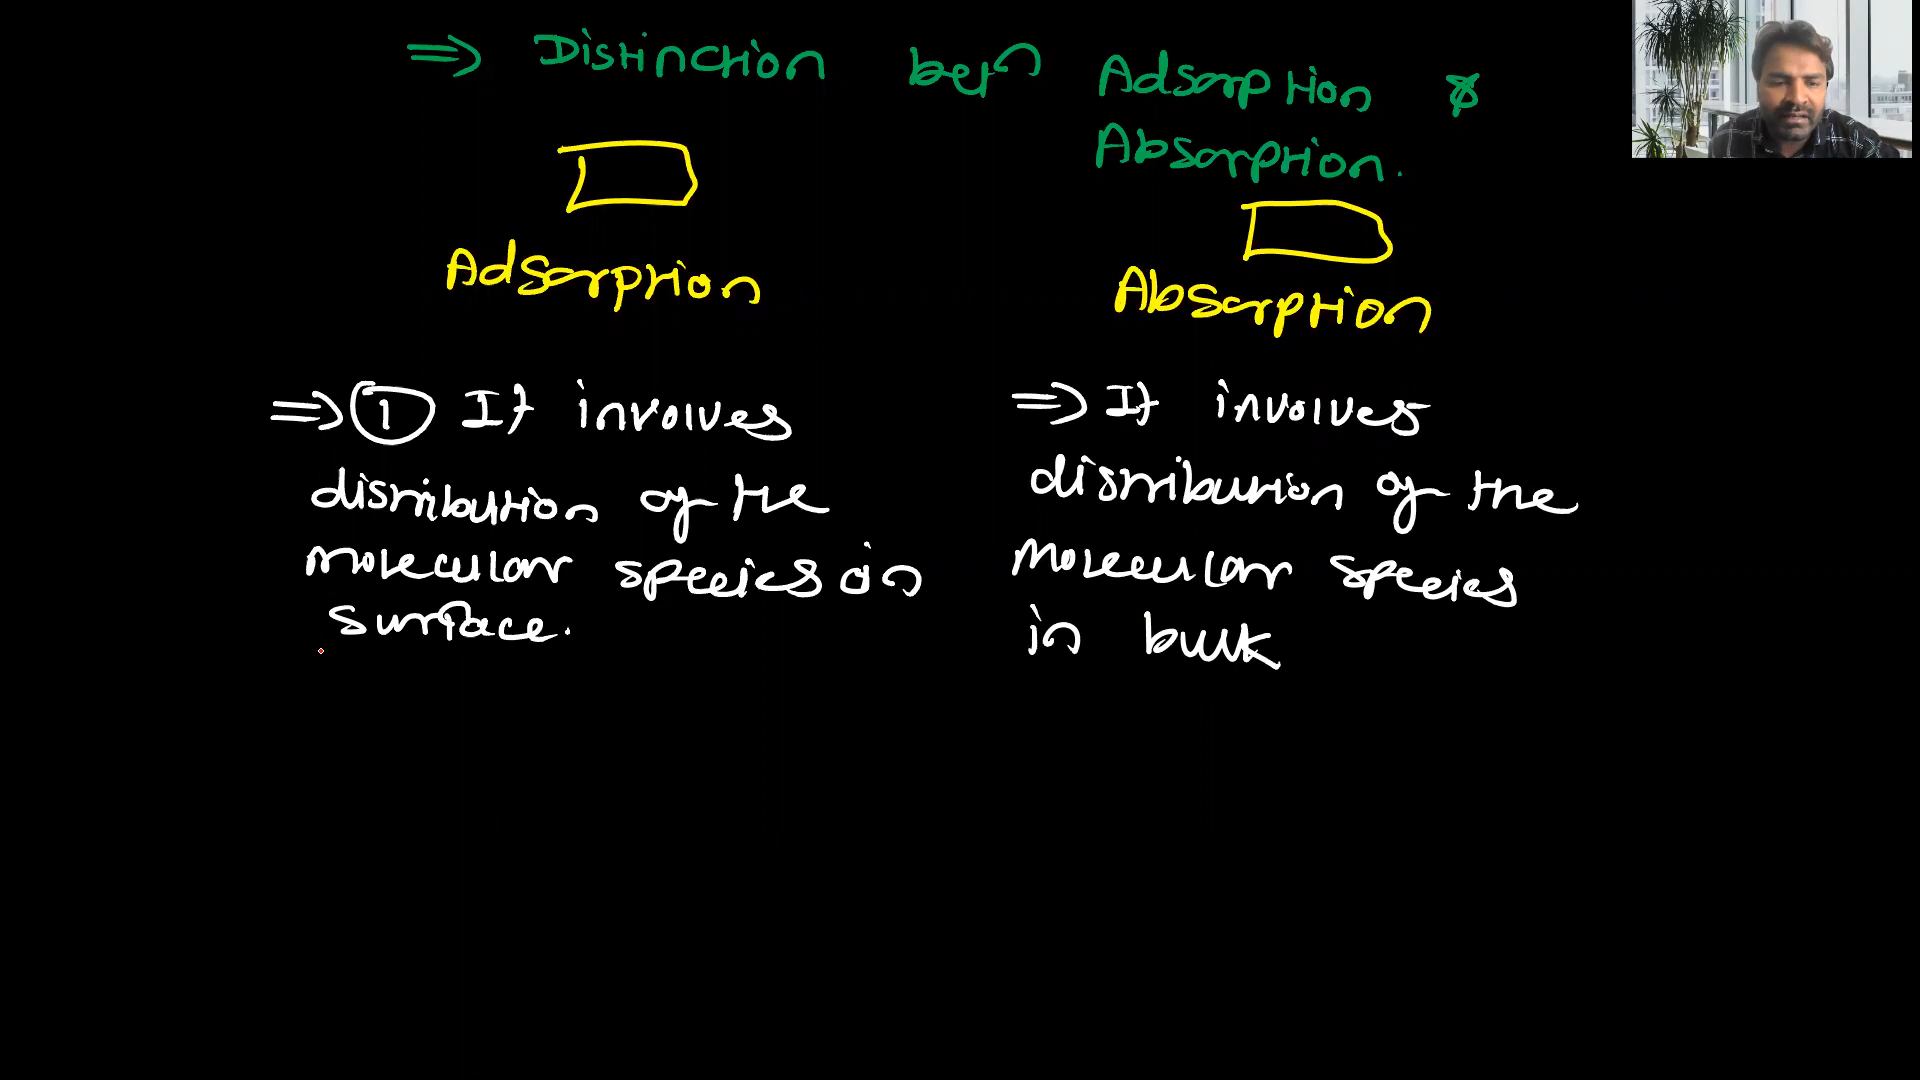 ⇒ Distinction betn Adsorption &
Absorption.
Adsorption
Absorption
⇒ 1 It involves
distribution of the
molecular species in
surface.
⇒ It involves
distribution of the
molecular species
in bulk